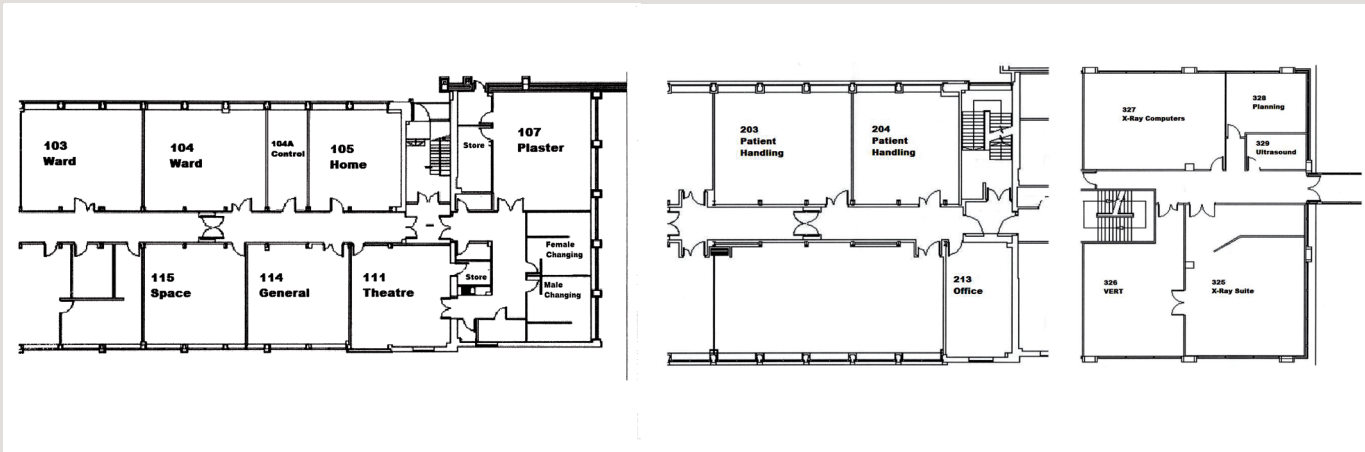 103
Ward
104
Ward
104A
Control
105
Home
Store
107
Plaster
115
Space
114
General
111
Theatre
Store
Female
Changing
Male
Changing
203
Patient
Handling
204
Patient
Handling
213
Office
327
X-Ray Computers
328
Planning
329
Ultrasound
326
VERT
325
X-Ray Suite